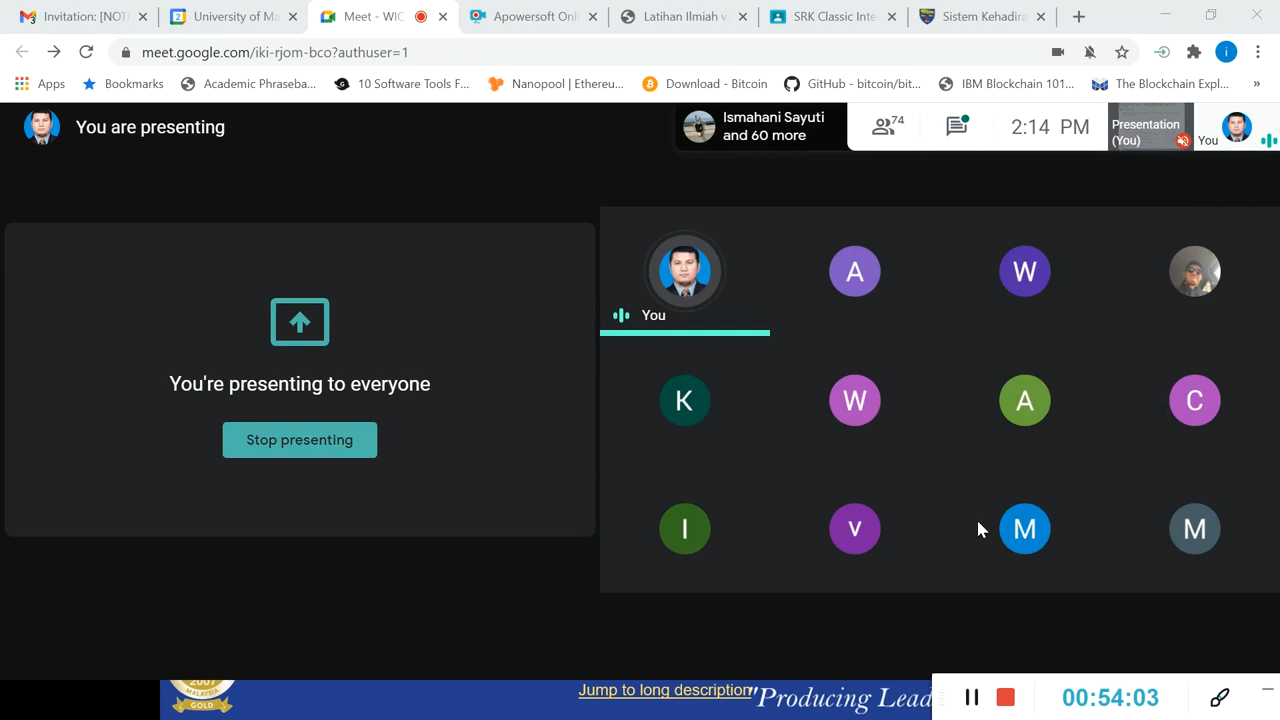 Invitation: [NOT
University of Ma
Meet - WIC
Apowersoft Onl
Latihan Ilmiah v
SRK Classic Inte
Sistem Kehadira
meet.google.com/iki-rjom-bco?authuser=1
i
Apps
Bookmarks
Academic Phraseba...
10 Software Tools F...
Nanopool | Ethereu...
Download - Bitcoin
GitHub - bitcoin/bit...
IBM Blockchain 101...
The Blockchain Expl...
»
You are presenting
Ismahani Sayuti
and 60 more
74
2:14 PM
Presentation
(You)
You
You're presenting to everyone
Stop presenting
A
W
You
K
W
A
C
I
v
M
M
2007
MALAYSIA
GOLD
Jump to long description
"Producing Lead
00:54:03